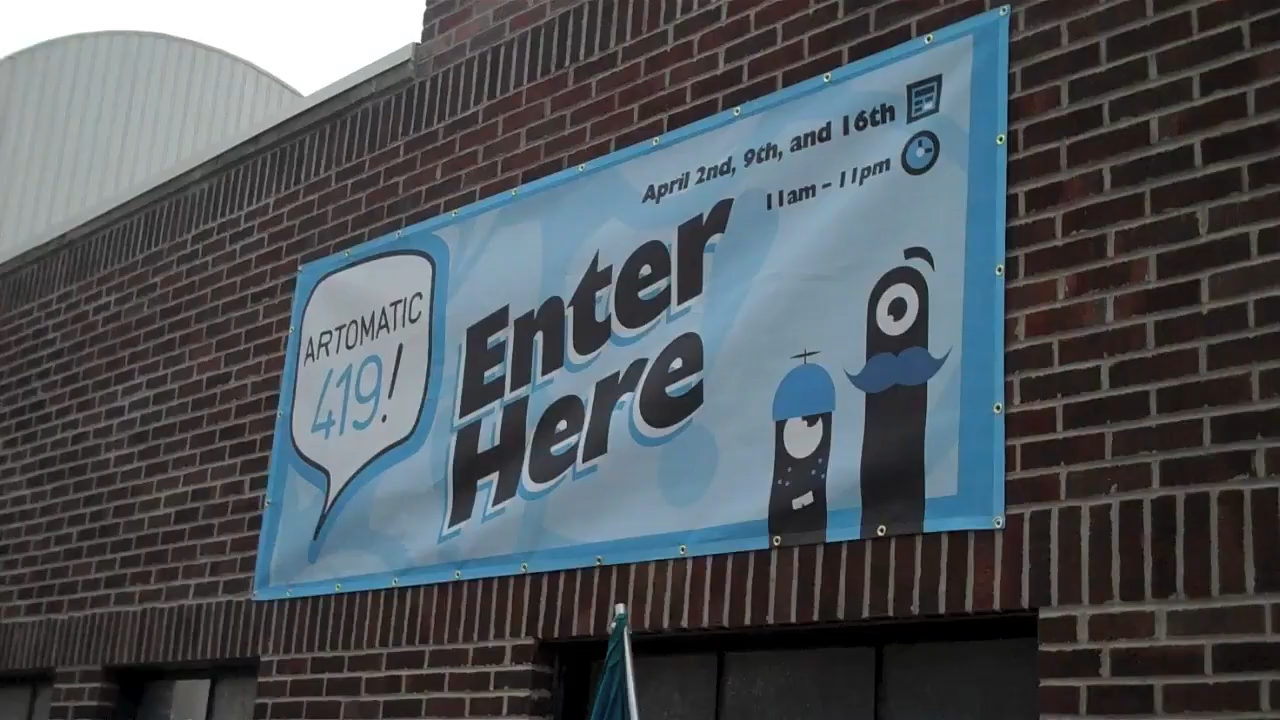 April 2nd, 9th, and 16th
11am - 11pm
ARTOMATIC
419!
Enter
Here